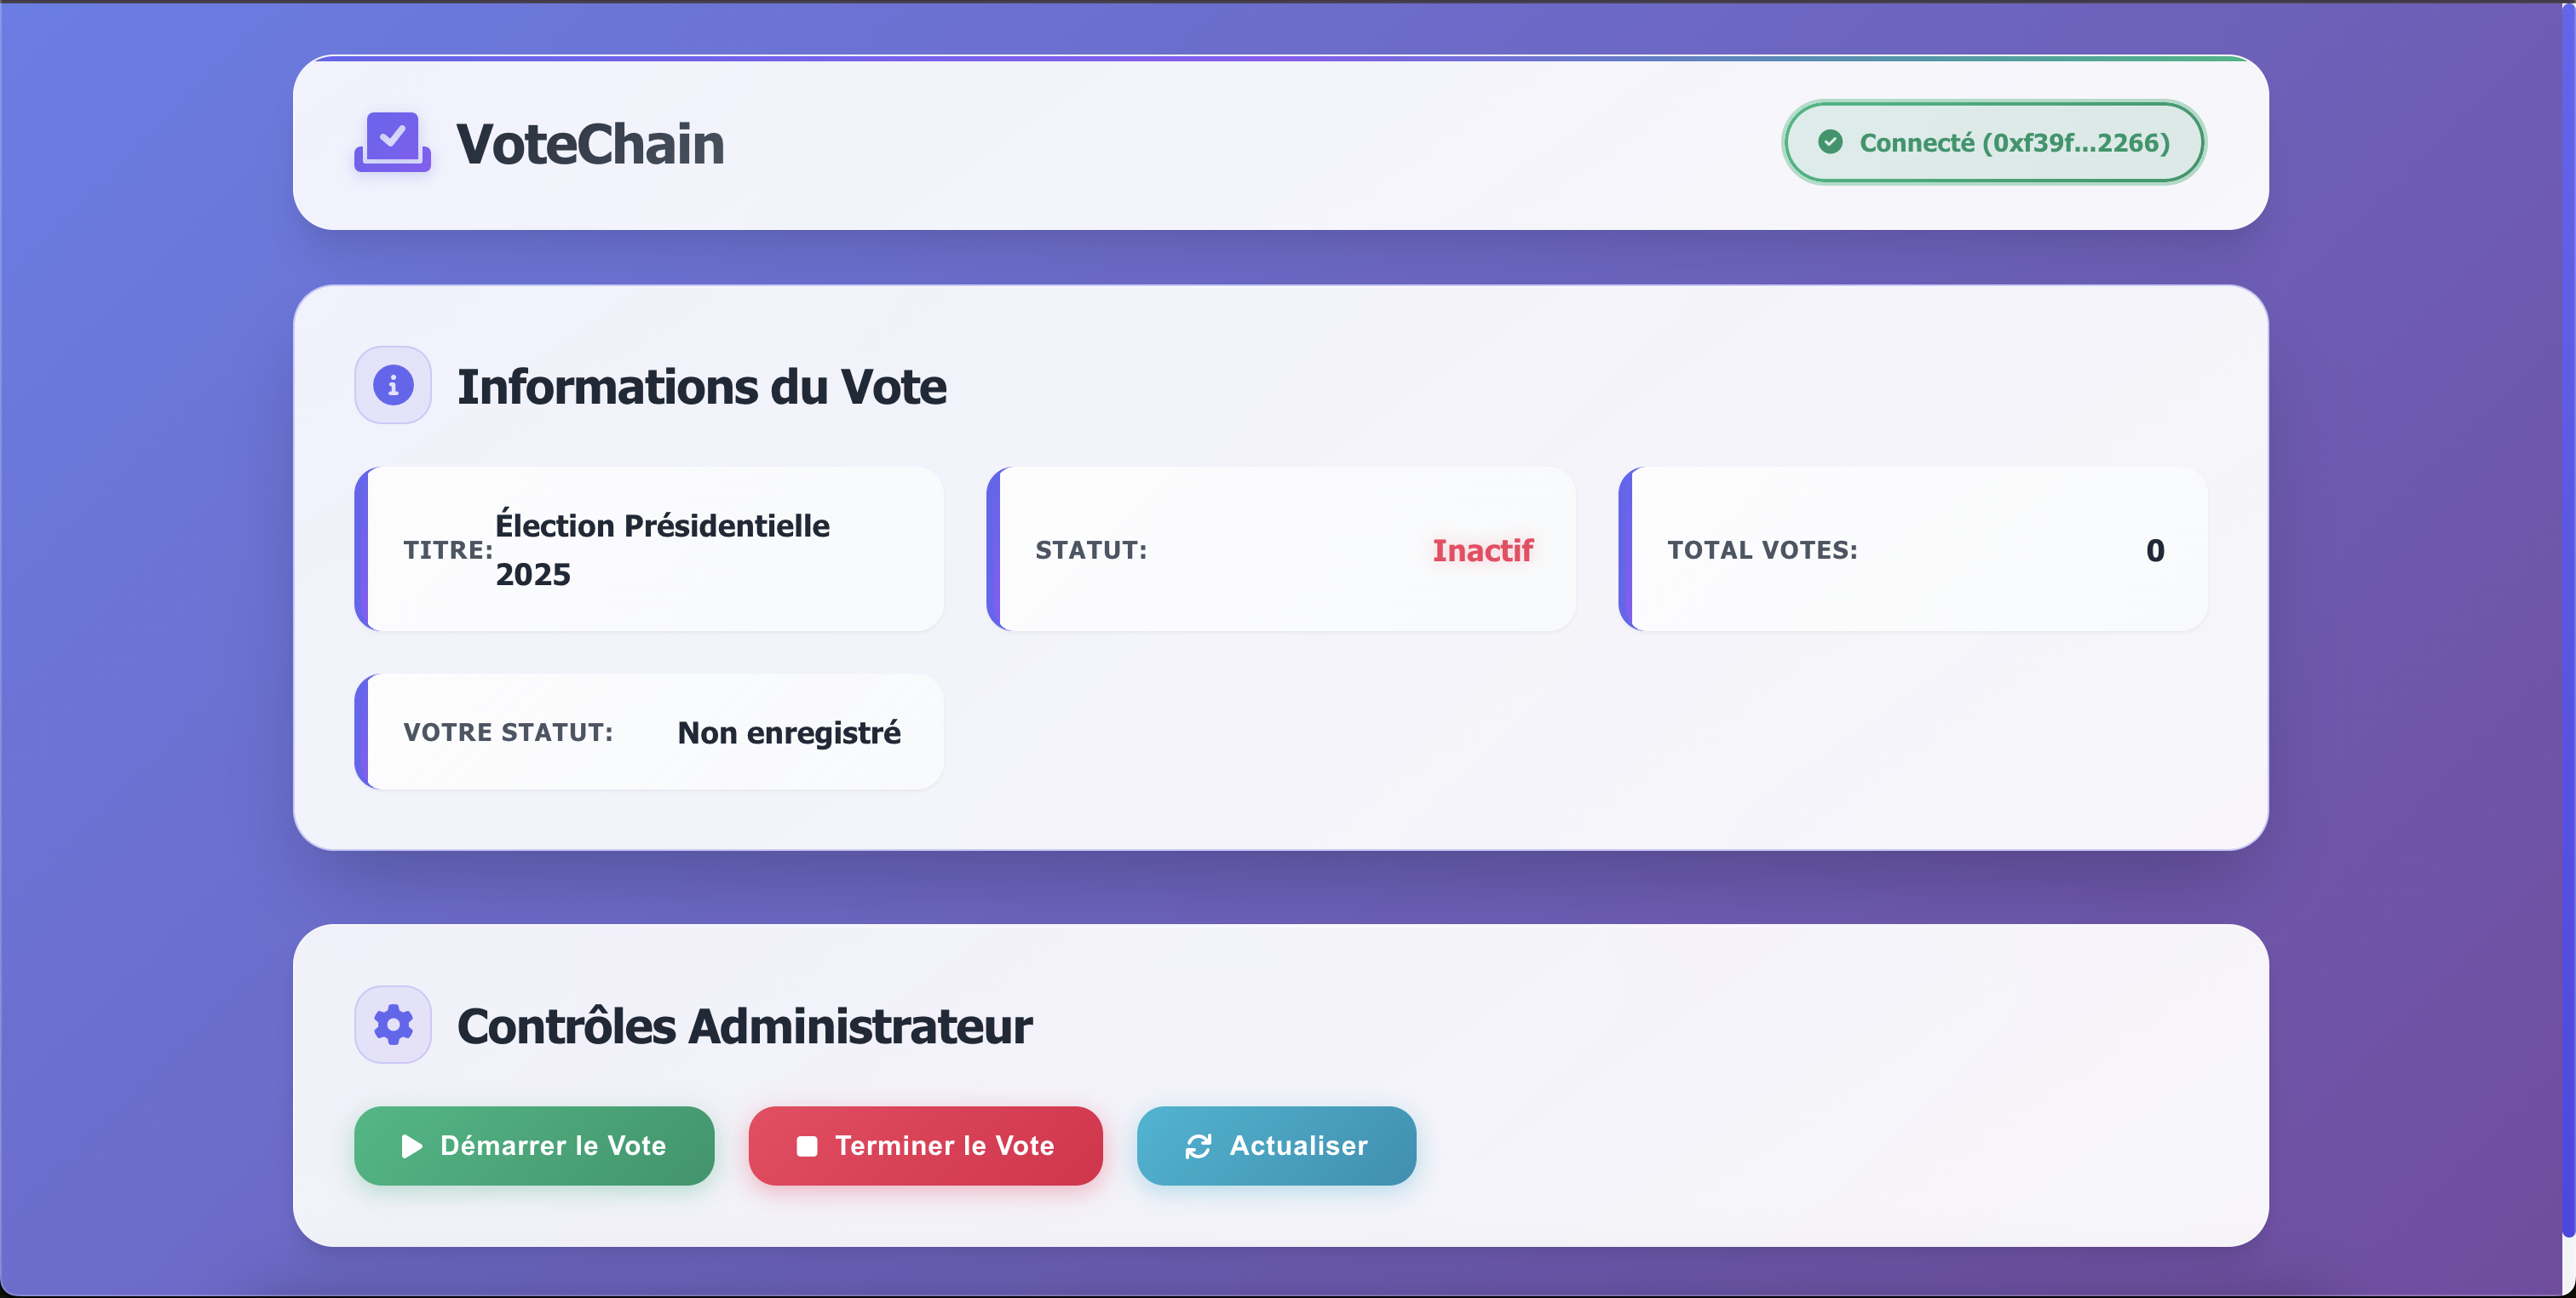 VoteChain
Connecté (0xf39f...2266)
Informations du Vote
TITRE:
Élection Présidentielle
2025
STATUT:
Inactif
TOTAL VOTES:
0
VOTRE STATUT:
Non enregistré
Contrôles Administrateur
Démarrer le Vote
Terminer le Vote
Actualiser